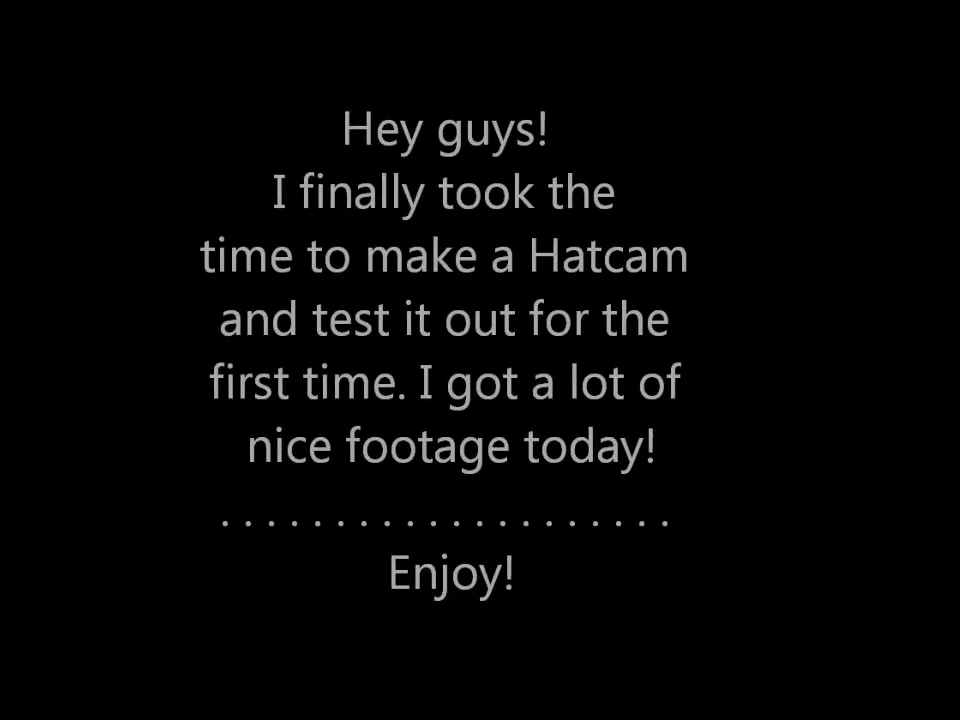 Hey guys!
I finally took the
time to make a Hatcam
and test it out for the
first time. I got a lot of
nice footage today!
. . . . . . . . . . . . . . . . . . . .
Enjoy!